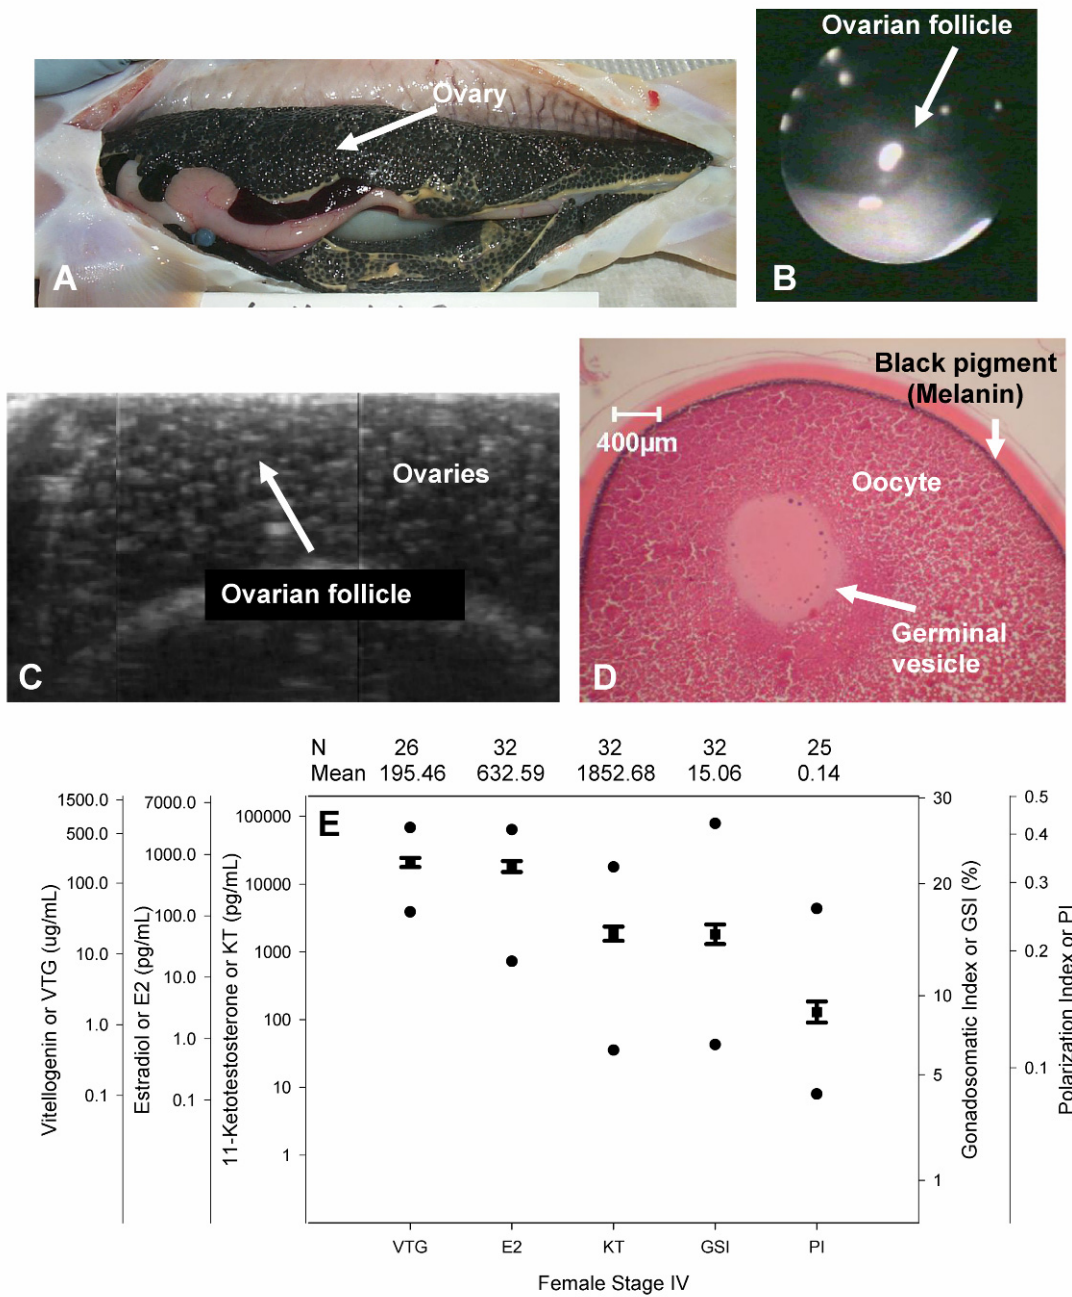 Ovarian follicle
Ovary
A
B
Black pigment
(Melanin)
400µm
Ovaries
Oocyte
Ovarian follicle
Germinal
vesicle
C
D
N 26 32 32 32 25
Mean 195.46 632.59 1852.68 15.06 0.14
E
Vitellogenin or VTG (ug/mL)
1500.0
500.0
100.0
10.0
1.0
0.1
Estradiol or E2 (pg/mL)
7000.0
1000.0
100.0
10.0
1.0
0.1
11-Ketotestosterone or KT (pg/mL)
100000
10000
1000
100
10
1
30
20
10
5
1
Gonadosomatic Index or GSI (%)
0.5
0.4
0.3
0.2
0.1
Polarization Index or PI
VTG E2 KT GSI PI
Female Stage IV